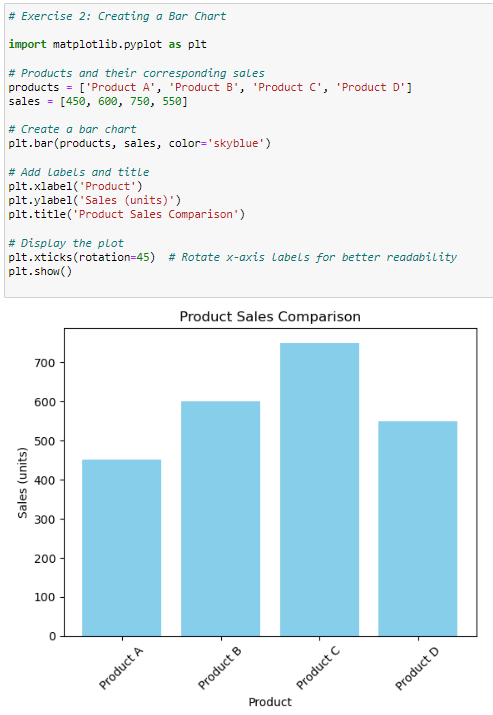 # Exercise 2: Creating a Bar Chart
import matplotlib.pyplot as plt
# Products and their corresponding sales
products = ['Product A', 'Product B', 'Product C', 'Product D']
sales = [450, 600, 750, 550]
# Create a bar chart
plt.bar(products, sales, color='skyblue')
# Add labels and title
plt.xlabel('Product')
plt.ylabel('Sales (units)')
plt.title('Product Sales Comparison')
# Display the plot
plt.xticks(rotation=45)  # Rotate x-axis labels for better readability
plt.show()
Product Sales Comparison
Sales (units)
700
600
500
400
300
200
100
0
Product A
Product B
Product C
Product D
Product